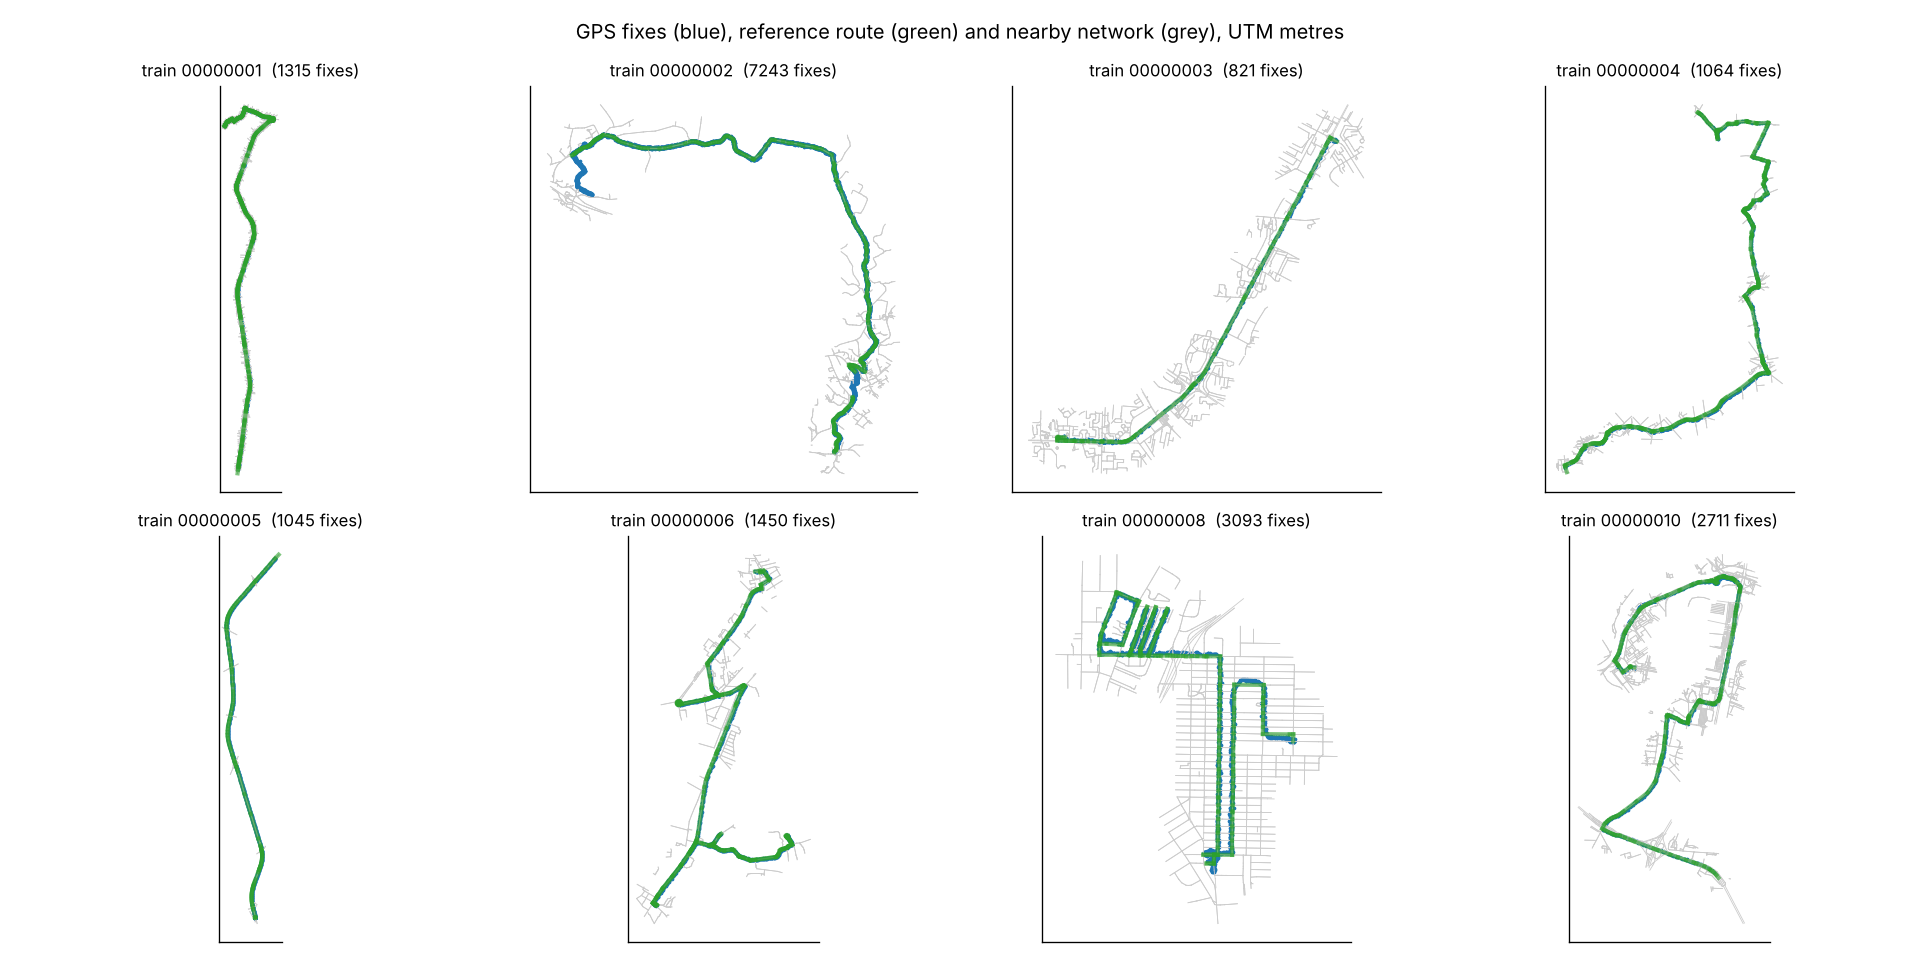 GPS fixes (blue), reference route (green) and nearby network (grey), UTM metres
train 00000001 (1315 fixes)
train 00000002 (7243 fixes)
train 00000003 (821 fixes)
train 00000004 (1064 fixes)
train 00000005 (1045 fixes)
train 00000006 (1450 fixes)
train 00000008 (3093 fixes)
train 00000010 (2711 fixes)